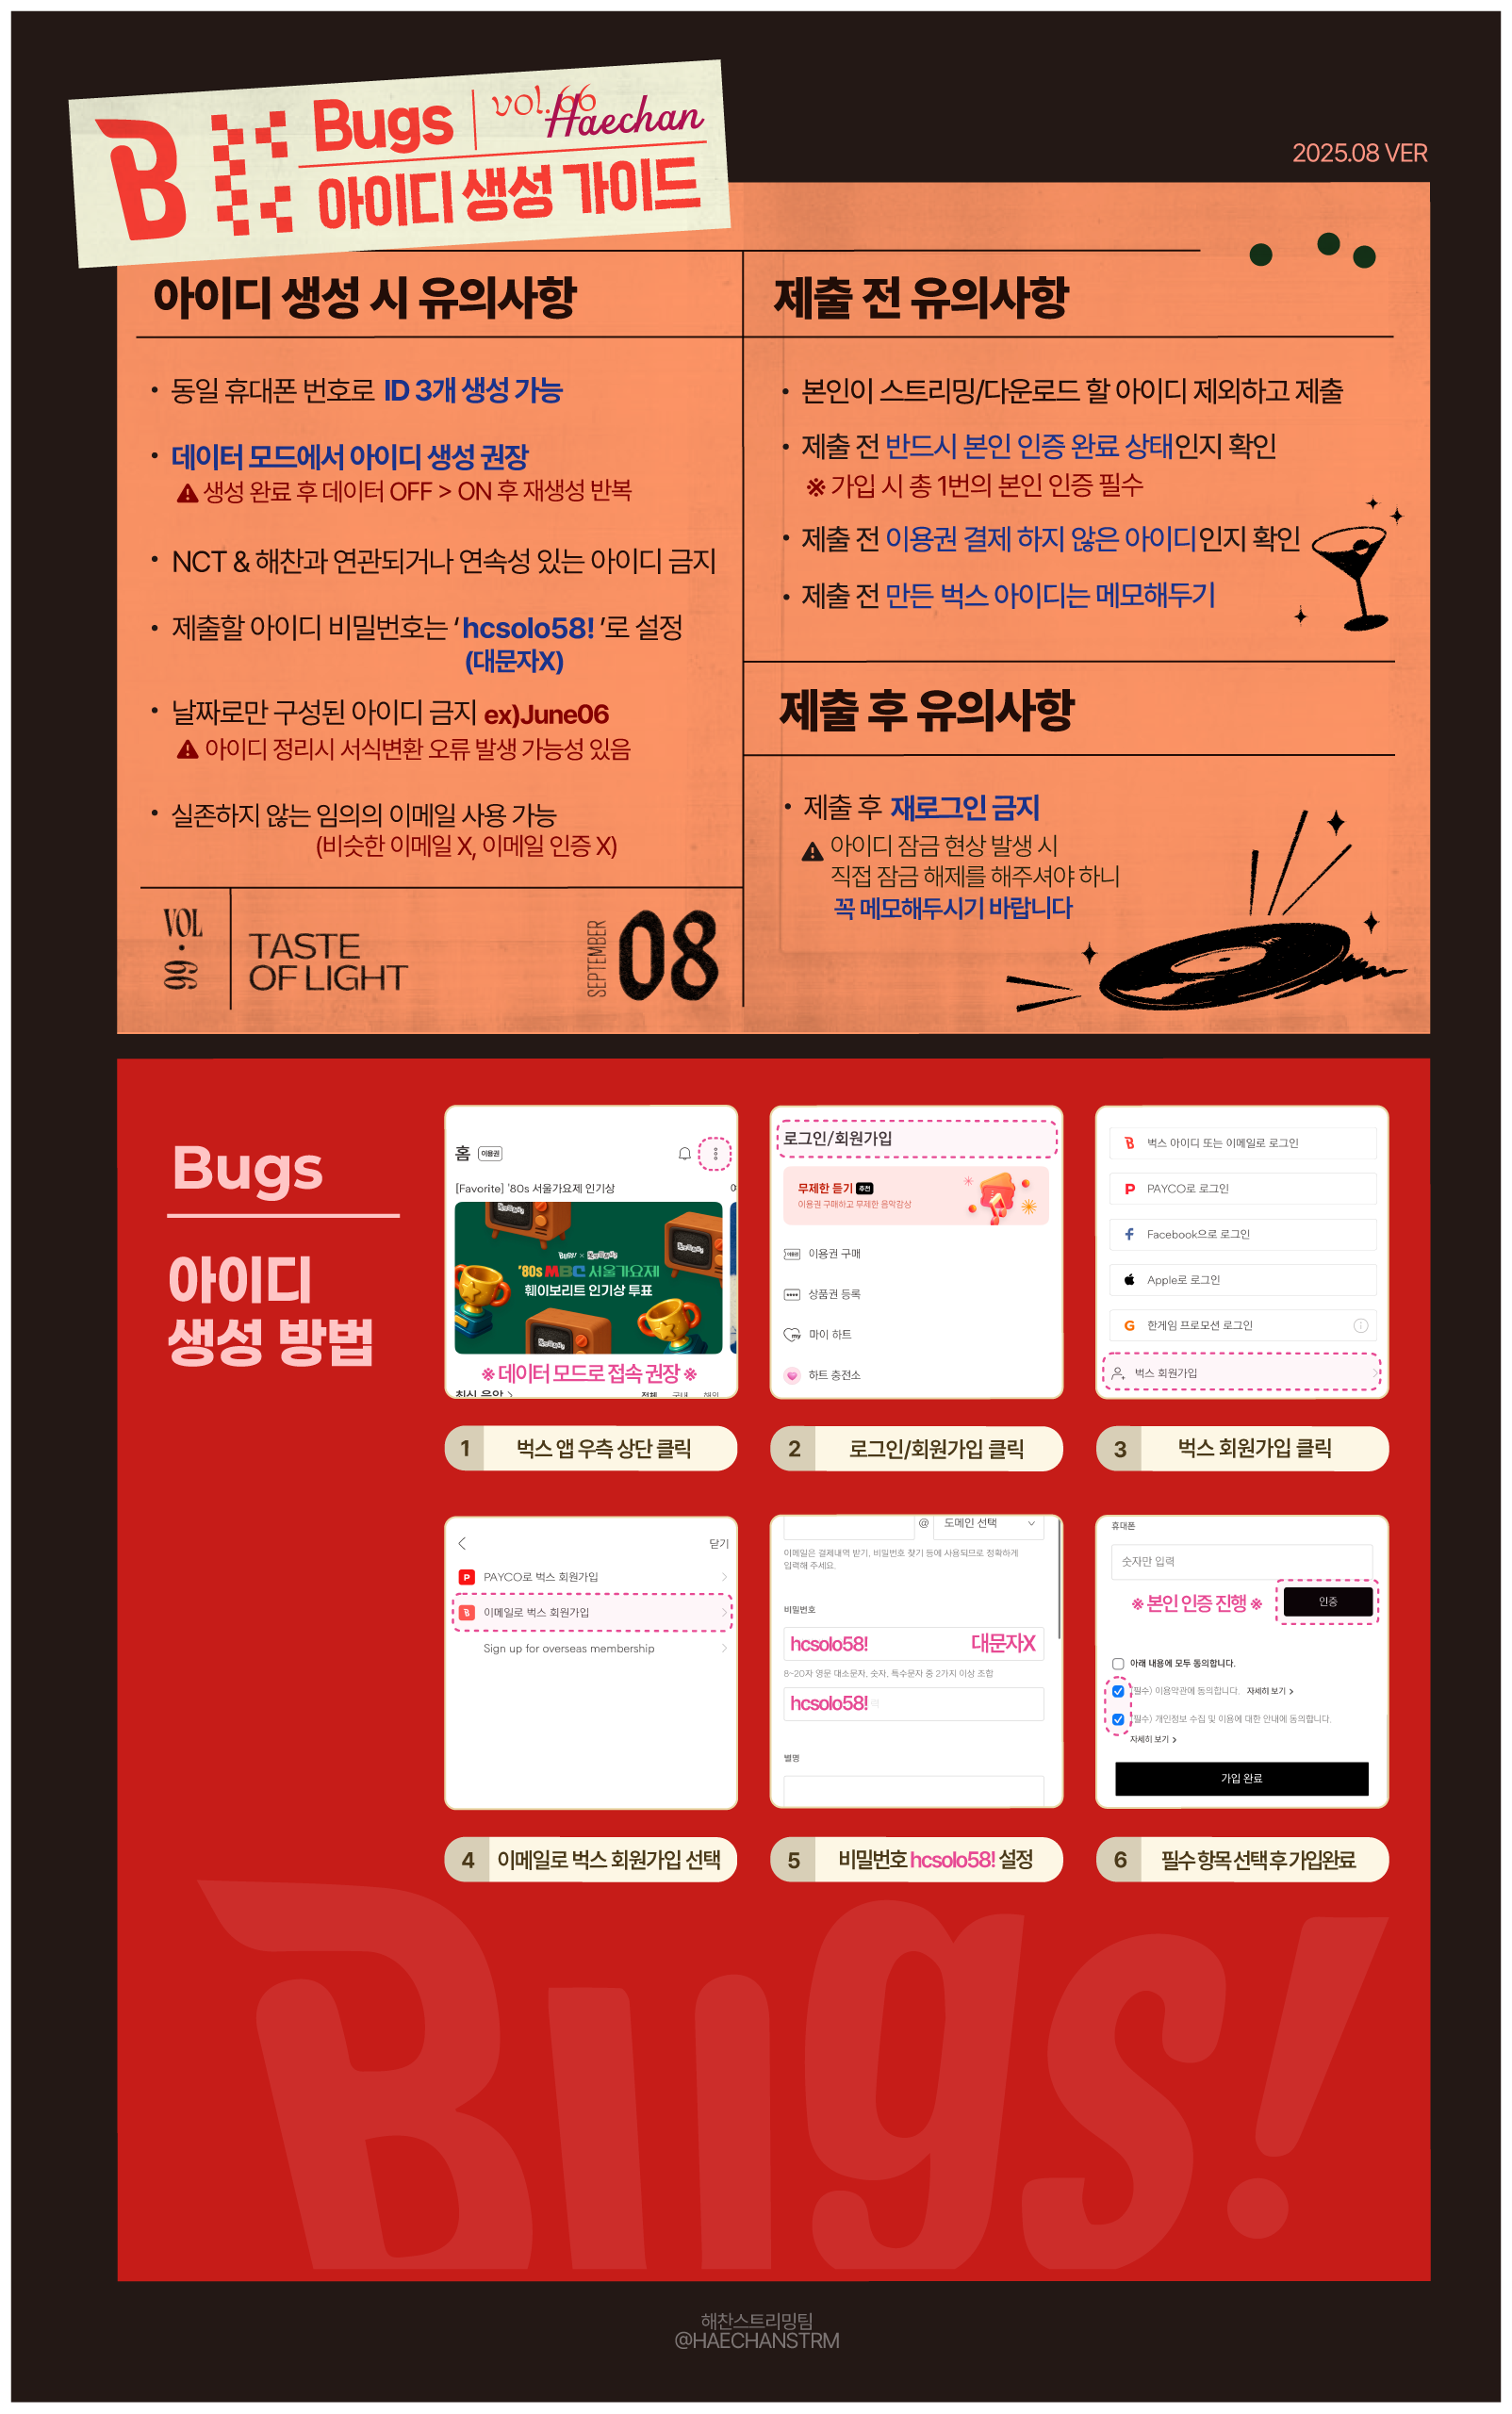 Bugs
vol.66
Haechan
아이디 생성 가이드
2025.08 VER
아이디 생성 시 유의사항
• 동일 휴대폰 번호로 ID 3개 생성 가능
• 데이터 모드에서 아이디 생성 권장
생성 완료 후 데이터 OFF > ON 후 재생성 반복
• NCT & 해찬과 연관되거나 연속성 있는 아이디 금지
• 제출할 아이디 비밀번호는 ‘hcsolo58!’로 설정
(대문자X)
• 날짜로만 구성된 아이디 금지 ex)June06
아이디 정리시 서식변환 오류 발생 가능성 있음
• 실존하지 않는 임의의 이메일 사용 가능
(비슷한 이메일 X, 이메일 인증 X)
VOL • 66
TASTE
OF LIGHT
SEPTEMBER
08
제출 전 유의사항
• 본인이 스트리밍/다운로드 할 아이디 제외하고 제출
• 제출 전 반드시 본인 인증 완료 상태인지 확인
※ 가입 시 총 1번의 본인 인증 필수
• 제출 전 이용권 결제 하지 않은 아이디인지 확인
• 제출 전 만든 벅스 아이디는 메모해두기
제출 후 유의사항
• 제출 후 재로그인 금지
아이디 잠금 현상 발생 시
직접 잠금 해제를 해주셔야 하니
꼭 메모해두시기 바랍니다
Bugs
아이디
생성 방법
홈 이용권
[Favorite] '80s 서울가요제 인기상
'80s MBC 서울가요제
훼이보리트 인기상 투표
※ 데이터 모드로 접속 권장 ※
최신 음악 >
전체 국내 해외
1 벅스 앱 우측 상단 클릭
로그인/회원가입
무제한 듣기 추천
이용권 구매하고 무제한 음악감상
이용권 구매
상품권 등록
마이 하트
하트 충전소
2 로그인/회원가입 클릭
벅스 아이디 또는 이메일로 로그인
PAYCO로 로그인
Facebook으로 로그인
Apple로 로그인
한게임 프로모션 로그인
벅스 회원가입
3 벅스 회원가입 클릭
닫기
PAYCO로 벅스 회원가입
이메일로 벅스 회원가입
Sign up for overseas membership
4 이메일로 벅스 회원가입 선택
@ 도메인 선택
이메일은 결제내역 받기, 비밀번호 찾기 등에 사용되므로 정확하게
입력해 주세요.
비밀번호
hcsolo58! 대문자X
8~20자 영문 대소문자, 숫자, 특수문자 중 2가지 이상 조합
hcsolo58!
별명
5 비밀번호 hcsolo58! 설정
휴대폰
숫자만 입력
※ 본인 인증 진행 ※
인증
아래 내용에 모두 동의합니다.
(필수) 이용약관에 동의합니다. 자세히 보기 >
(필수) 개인정보 수집 및 이용에 대한 안내에 동의합니다.
자세히 보기 >
가입 완료
6 필수 항목 선택 후 가입완료
Bugs!
해찬스트리밍팀
@HAECHANSTRM